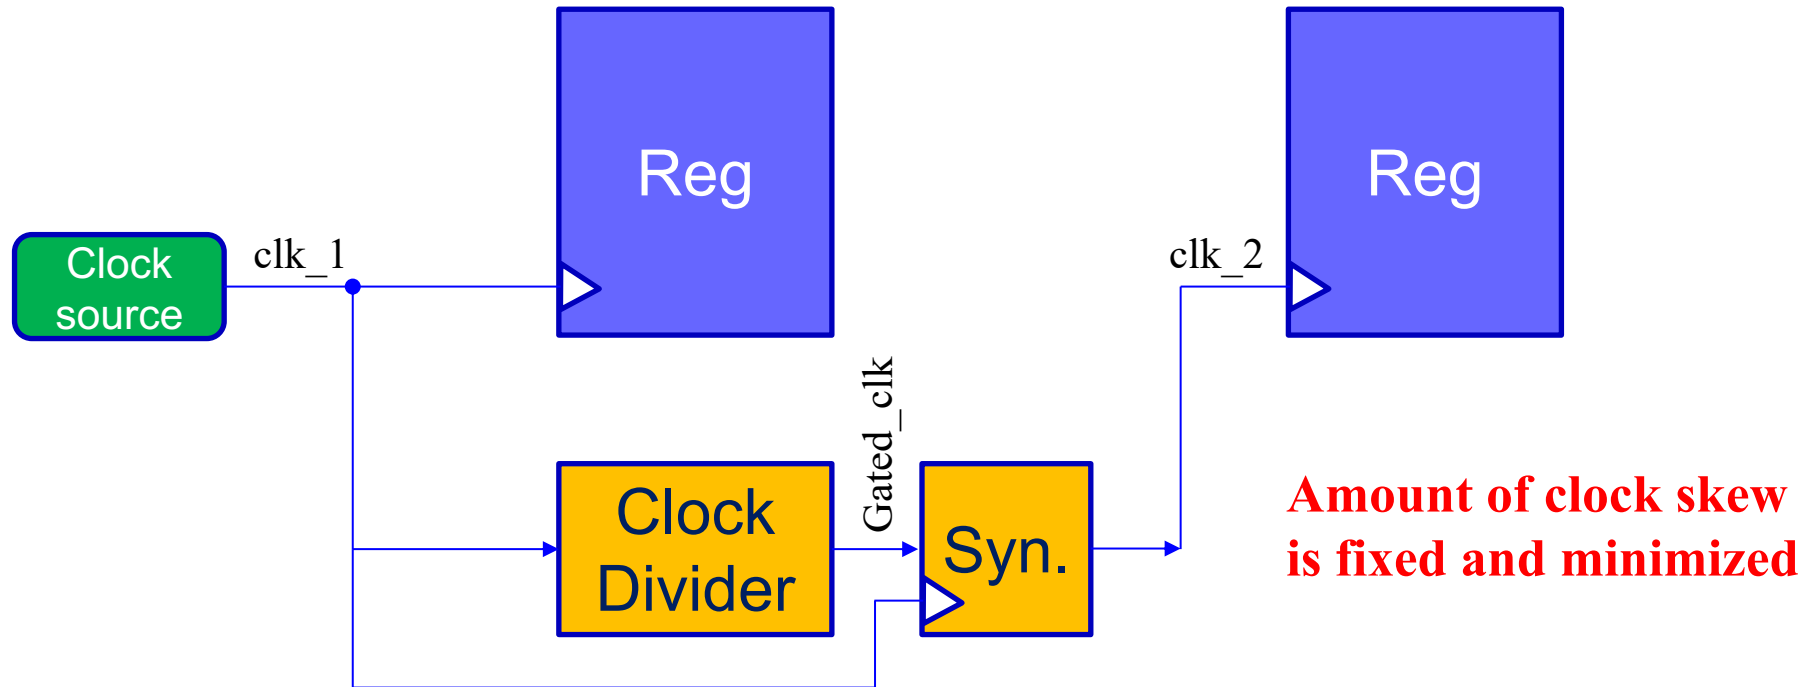 Reg
Reg
Clock
source
clk_1
clk_2
Gated_clk
Clock
Divider
Syn.
Amount of clock skew
is fixed and minimized